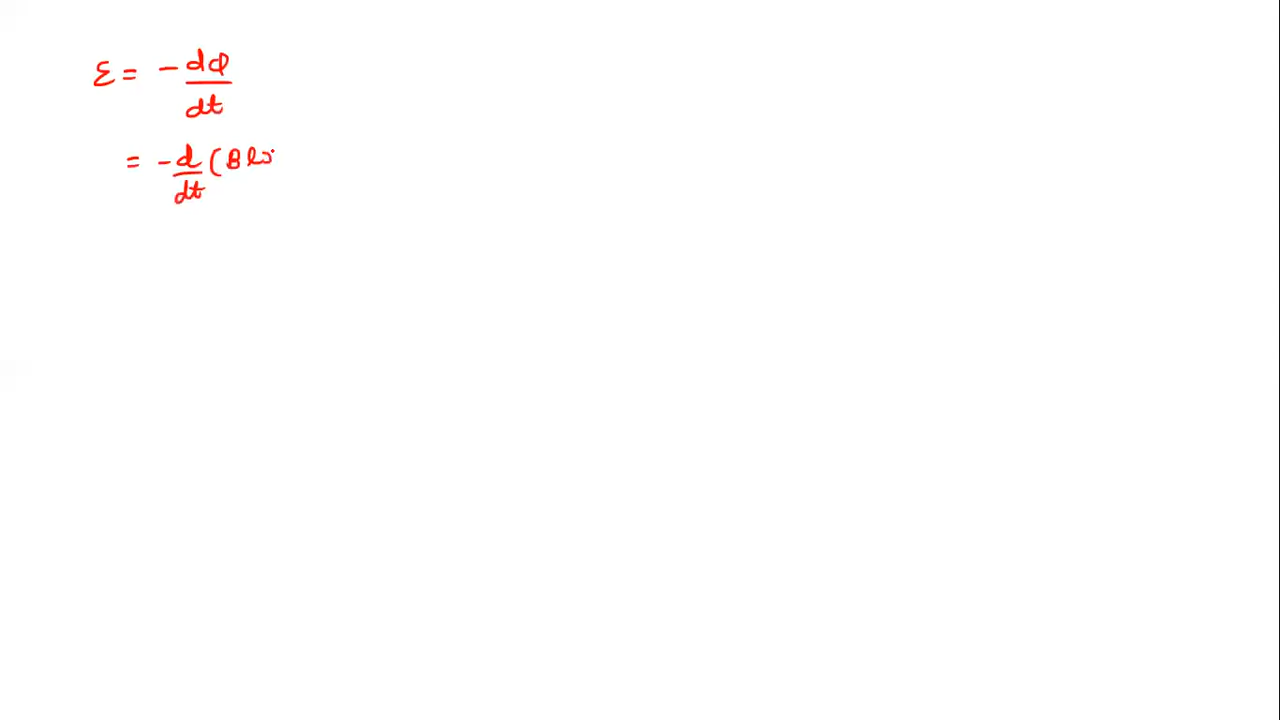 ε = - dφ/dt
= - d/dt (Bl